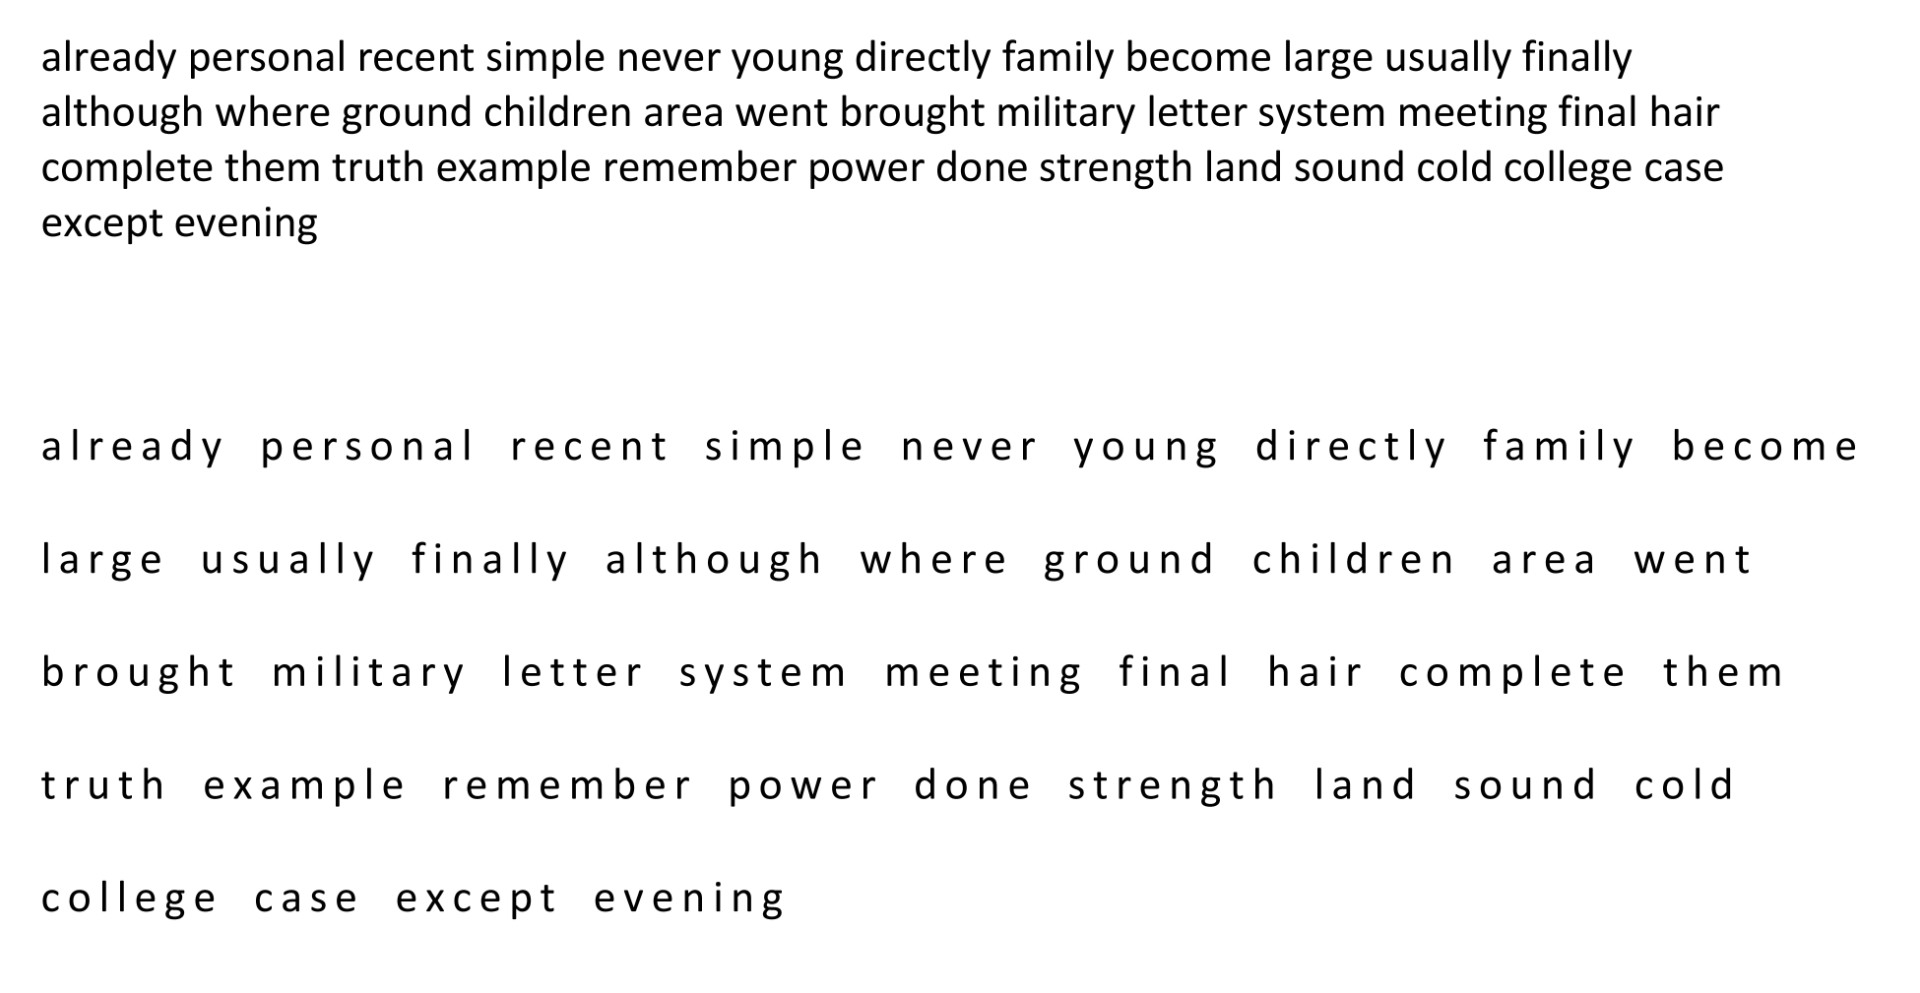 already personal recent simple never young directly family become large usually finally
although where ground children area went brought military letter system meeting final hair
complete them truth example remember power done strength land sound cold college case
except evening
already personal recent simple never young directly family become
large usually finally although where ground children area went
brought military letter system meeting final hair complete them
truth example remember power done strength land sound cold
college case except evening